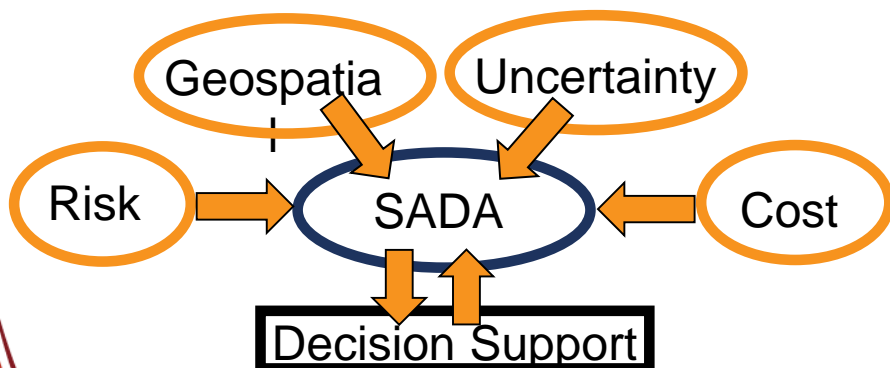 Geospatia
l
Uncertainty
Risk
SADA
Cost
Decision Support